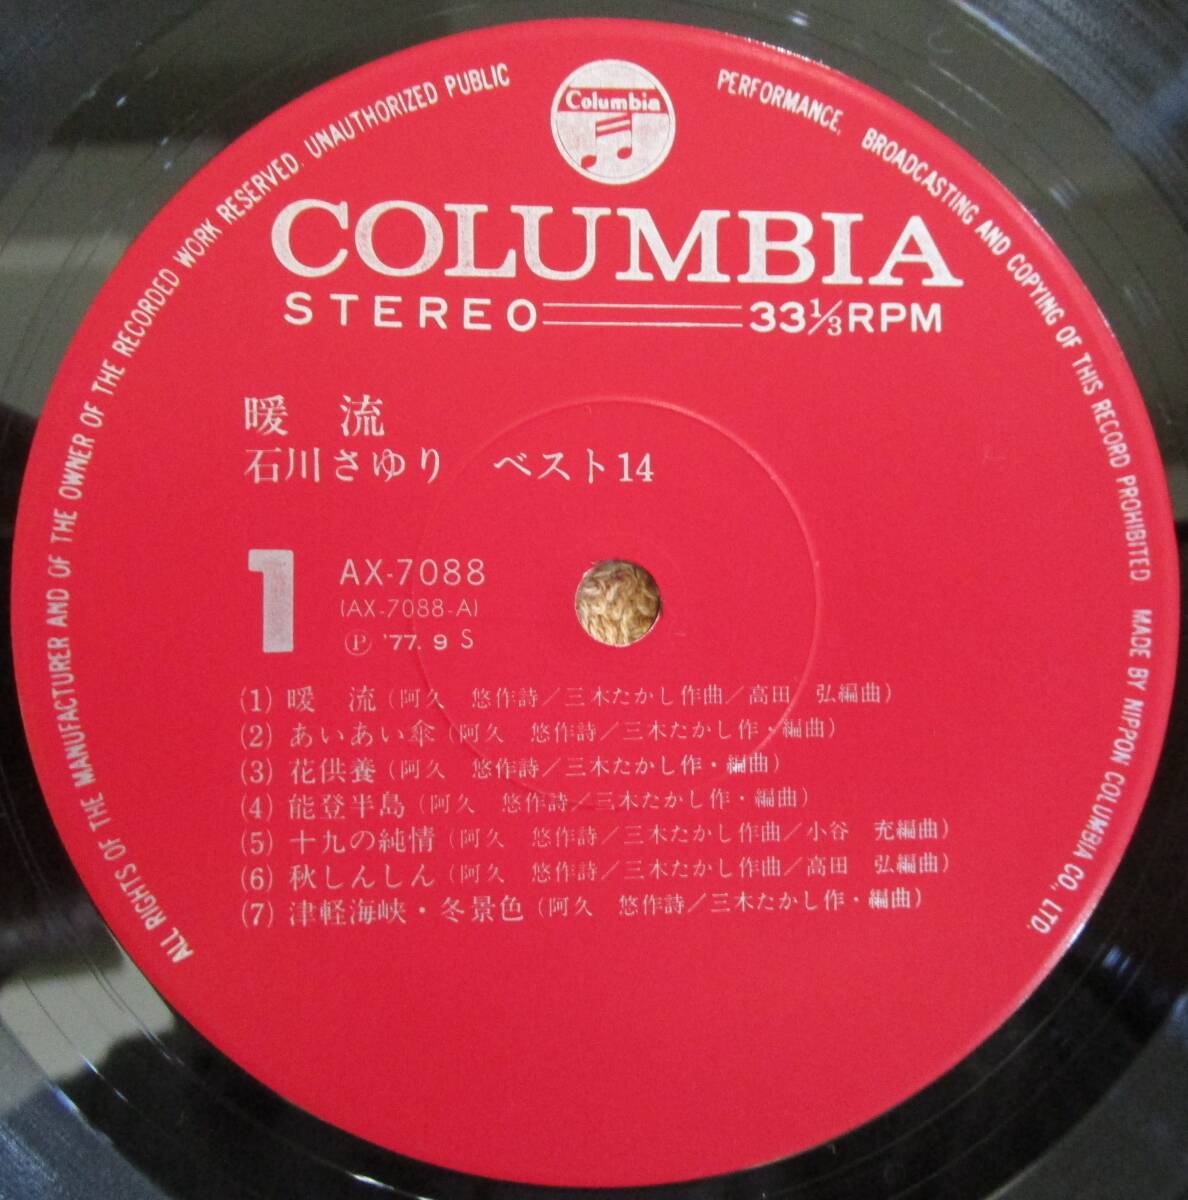 Columbia
COLUMBIA
STEREO 33⅓RPM
暖 流
石川さゆり ベスト14
1
AX-7088
(AX-7088-A)
Ⓟ '77. 9 S
(1) 暖 流 (阿久 悠作詩/三木たかし作曲/高田 弘編曲)
(2) あいあい傘 (阿久 悠作詩/三木たかし作・編曲)
(3) 花供養 (阿久 悠作詩/三木たかし作・編曲)
(4) 能登半島 (阿久 悠作詩/三木たかし作・編曲)
(5) 十九の純情 (阿久 悠作詩/三木たかし作曲/小谷 充編曲)
(6) 秋しんしん (阿久 悠作詩/三木たかし作曲/高田 弘編曲)
(7) 津軽海峡・冬景色 (阿久 悠作詩/三木たかし作・編曲)
ALL RIGHTS OF THE MANUFACTURER AND OF THE OWNER OF THE RECORDED WORK RESERVED. UNAUTHORIZED PUBLIC PERFORMANCE, BROADCASTING AND COPYING OF THIS RECORD PROHIBITED MADE BY NIPPON COLUMBIA CO., LTD.